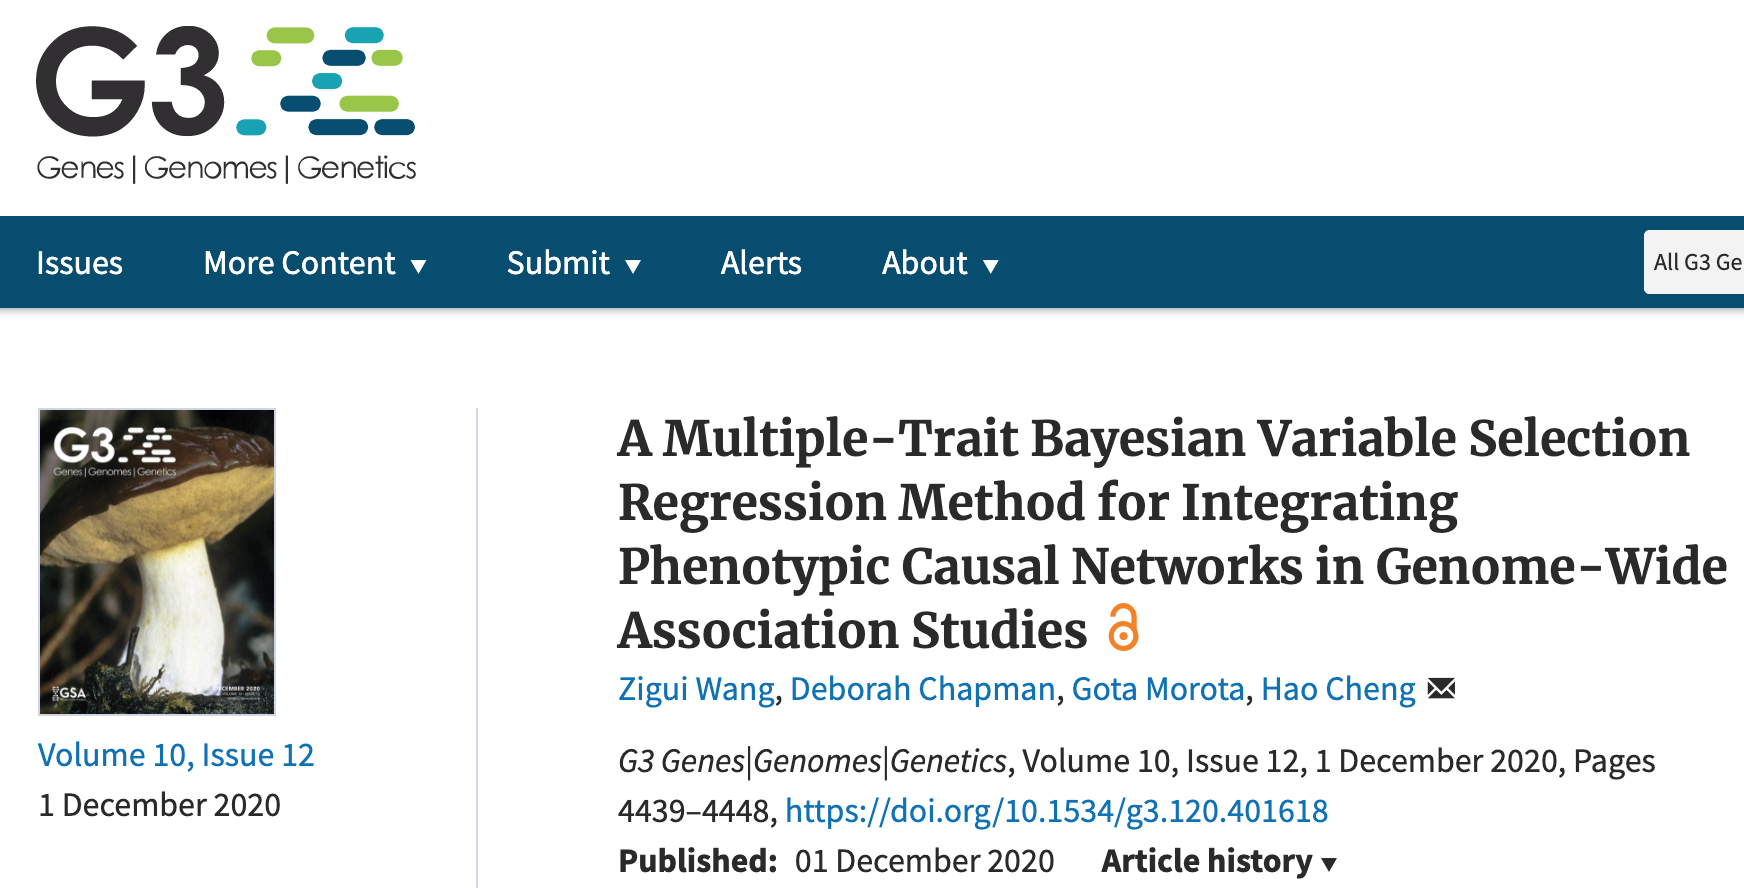 G3
Genes | Genomes | Genetics
Issues More Content ▼ Submit ▼ Alerts About ▼ All G3 Ge
G3
Genes | Genomes | Genetics
GSA
DECEMBER 2020
Volume 10, Issue 12
1 December 2020
A Multiple-Trait Bayesian Variable Selection
Regression Method for Integrating
Phenotypic Causal Networks in Genome-Wide
Association Studies
Zigui Wang, Deborah Chapman, Gota Morota, Hao Cheng
G3 Genes|Genomes|Genetics, Volume 10, Issue 12, 1 December 2020, Pages
4439–4448, https://doi.org/10.1534/g3.120.401618
Published: 01 December 2020 Article history ▼